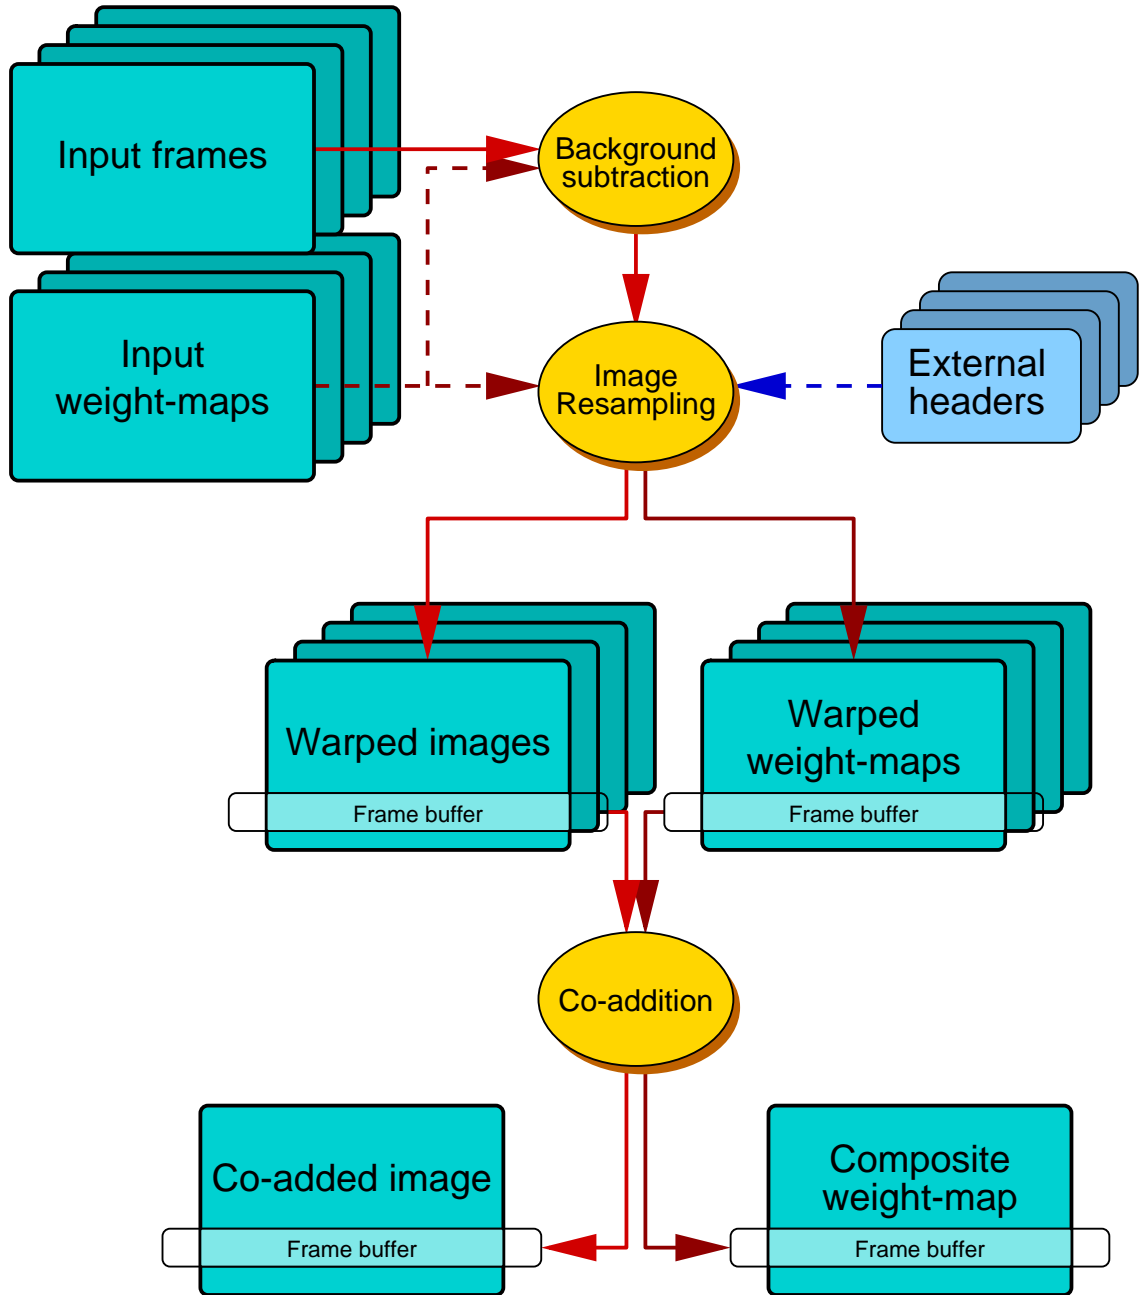 Input frames
Background
subtraction
Input
weight-maps
Image
Resampling
External
headers
Warped images
Frame buffer
Warped
weight-maps
Frame buffer
Co-addition
Co-added image
Frame buffer
Composite
weight-map
Frame buffer